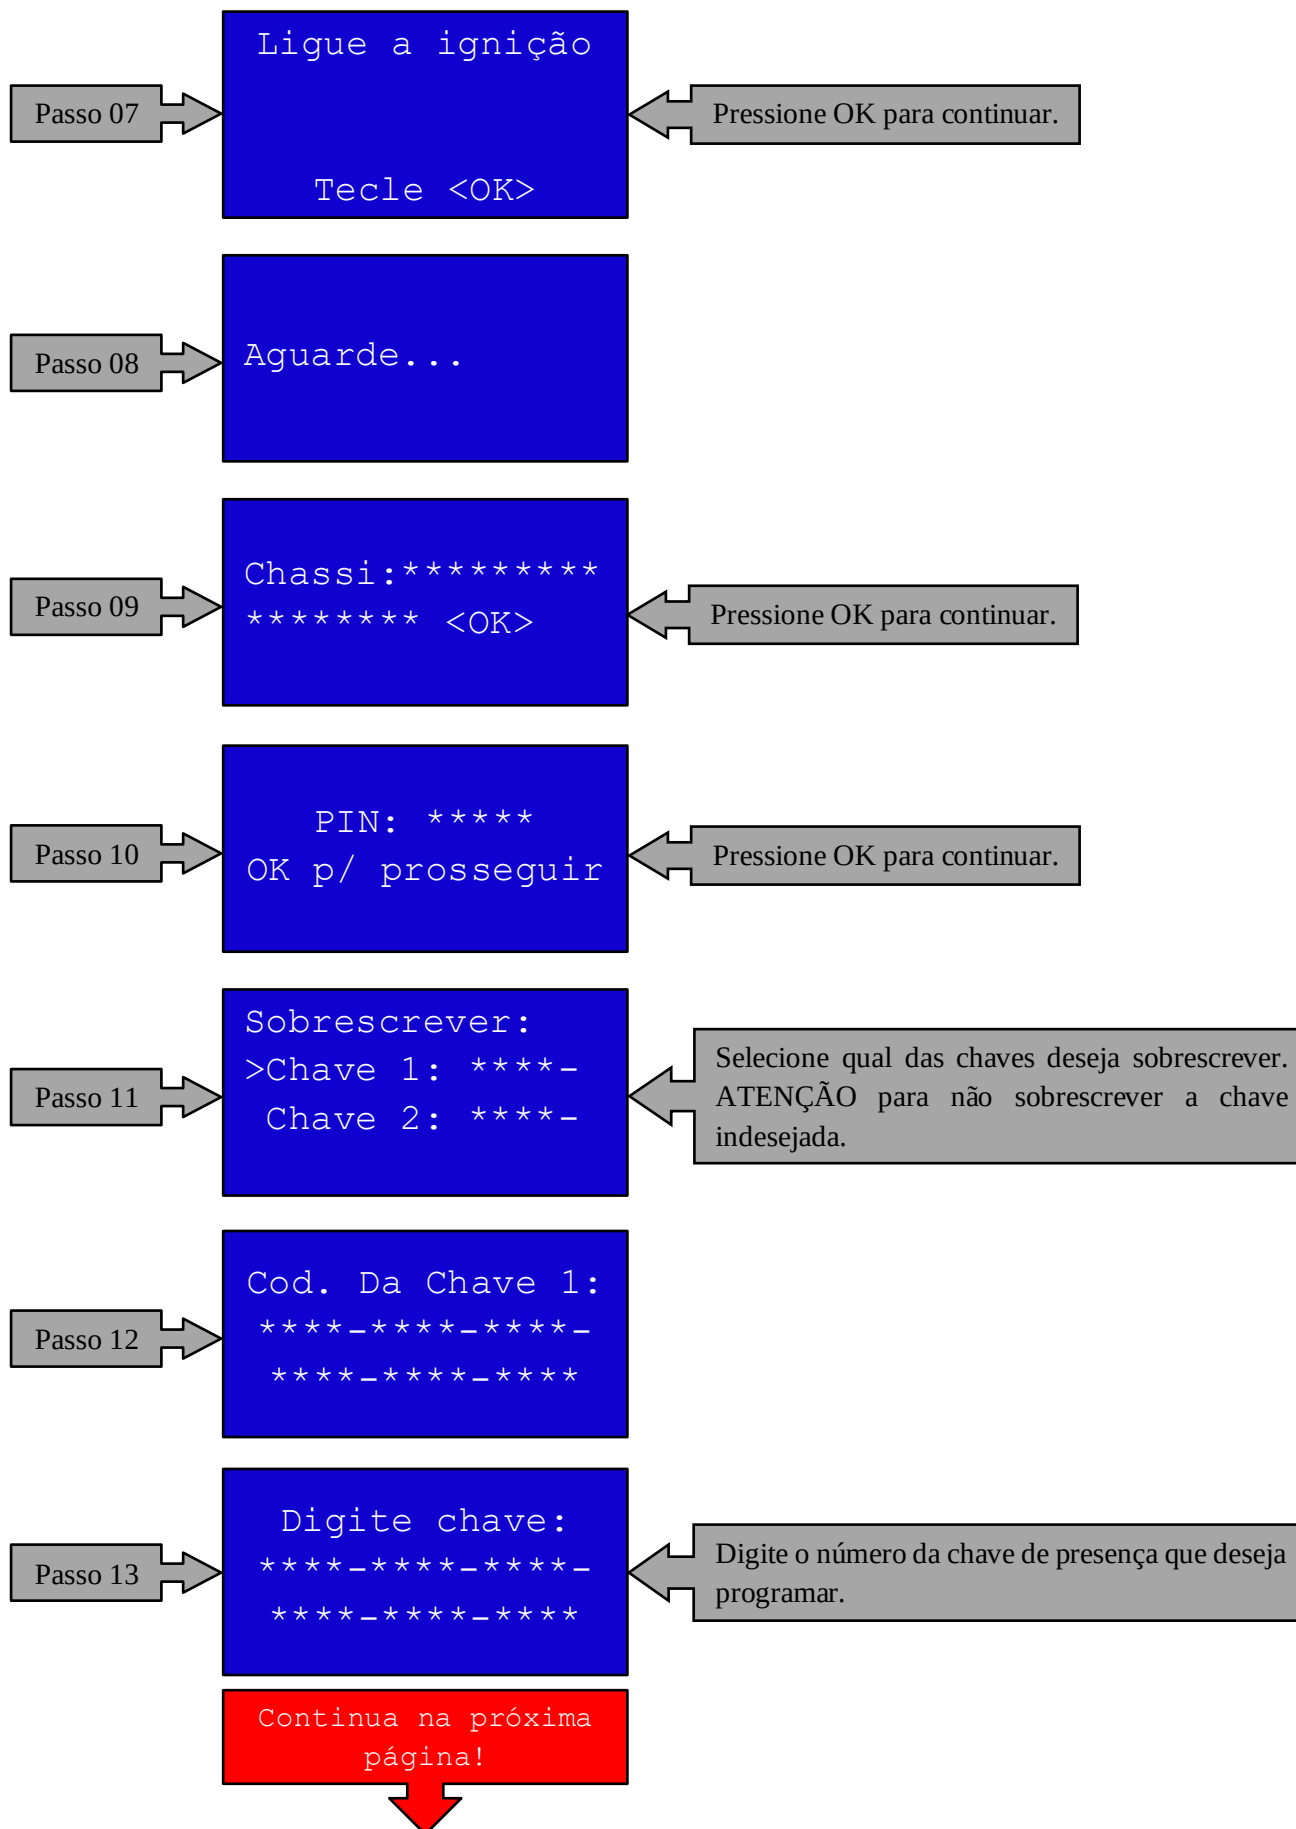 Ligue a ignição
Passo 07
Pressione OK para continuar.
Tecle <OK>
Passo 08
Aguarde...
Chassi:*********
Passo 09
******** <OK>
Pressione OK para continuar.
PIN: *****
Passo 10
OK p/ prosseguir
Pressione OK para continuar.
Sobrescrever:
>Chave 1: ****-
Chave 2: ****-
Passo 11
Selecione qual das chaves deseja sobrescrever.
ATENÇÃO para não sobrescrever a chave
indesejada.
Cod. Da Chave 1:
Passo 12
****-****-****-
****-****-****
Digite chave:
Passo 13
****-****-****-
****-****-****
Digite o número da chave de presença que deseja
programar.
Continua na próxima
página!